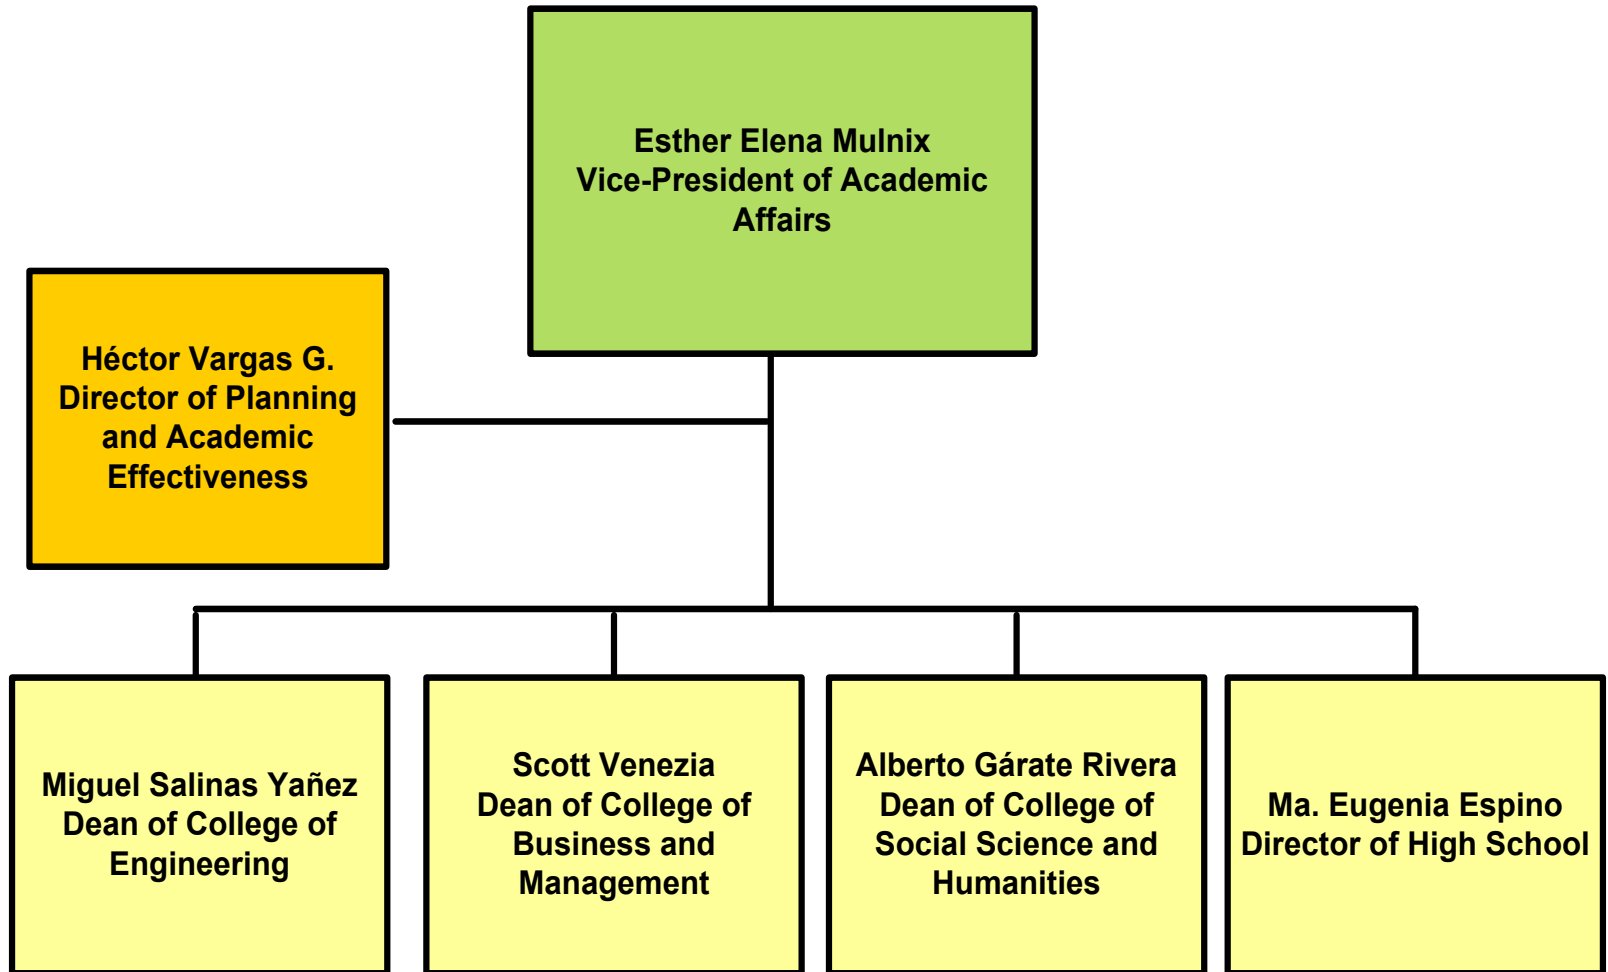 Esther Elena Mulnix
Vice-President of Academic
Affairs
Héctor Vargas G.
Director of Planning
and Academic
Effectiveness
Miguel Salinas Yañez
Dean of College of
Engineering
Scott Venezia
Dean of College of
Business and
Management
Alberto Gárate Rivera
Dean of College of
Social Science and
Humanities
Ma. Eugenia Espino
Director of High School